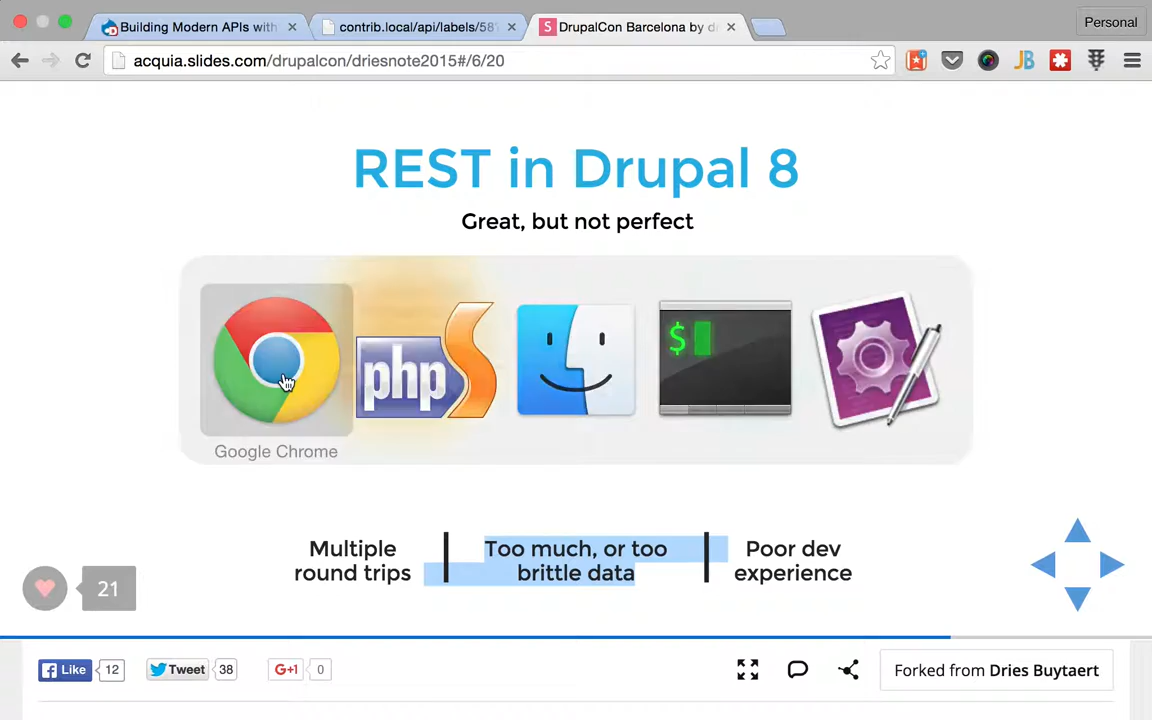 Building Modern APIs with
contrib.local/api/labels/58
DrupalCon Barcelona by d
Personal
acquia.slides.com/drupalcon/driesnote2015#/6/20
JB
REST in Drupal 8
Great, but not perfect
php
S
$
Google Chrome
Multiple
round trips
Too much, or too
brittle data
Poor dev
experience
21
Like
12
Tweet
38
G+1
0
Forked from Dries Buytaert